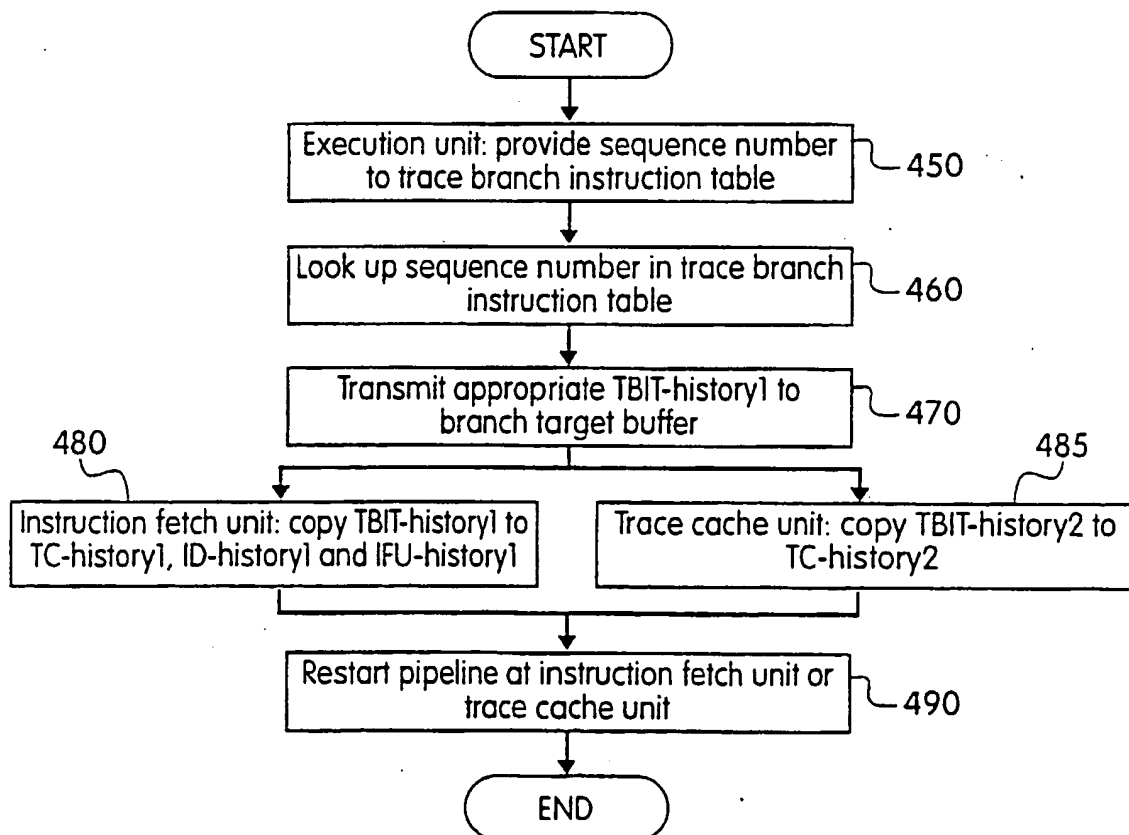 START
Execution unit: provide sequence number
to trace branch instruction table
450
Look up sequence number in trace branch
instruction table
460
Transmit appropriate TBIT-history1 to
branch target buffer
470
480
485
Instruction fetch unit: copy TBIT-history1 to
TC-history1, ID-history1 and IFU-history1
Trace cache unit: copy TBIT-history2 to
TC-history2
Restart pipeline at instruction fetch unit or
trace cache unit
490
END